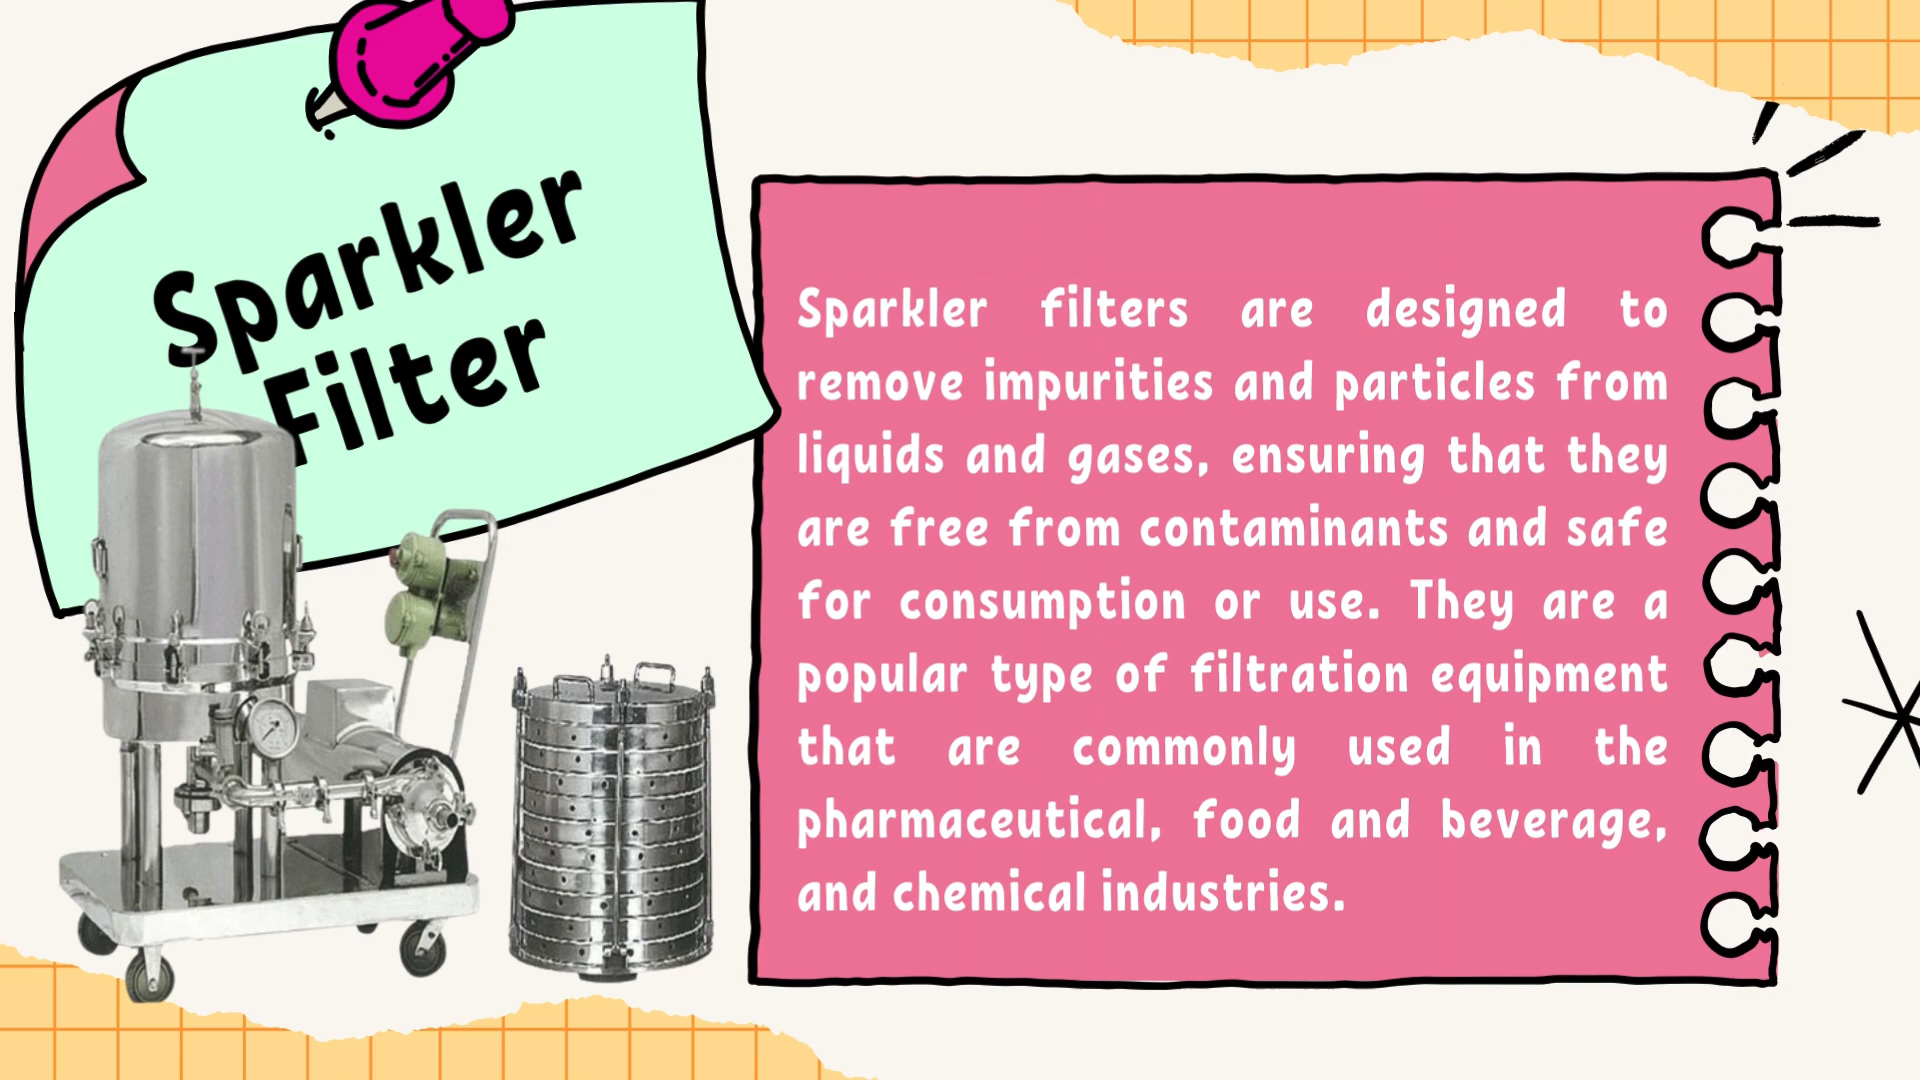 Sparkler
Filter
Sparkler filters are designed to
remove impurities and particles from
liquids and gases, ensuring that they
are free from contaminants and safe
for consumption or use. They are a
popular type of filtration equipment
that are commonly used in the
pharmaceutical, food and beverage,
and chemical industries.